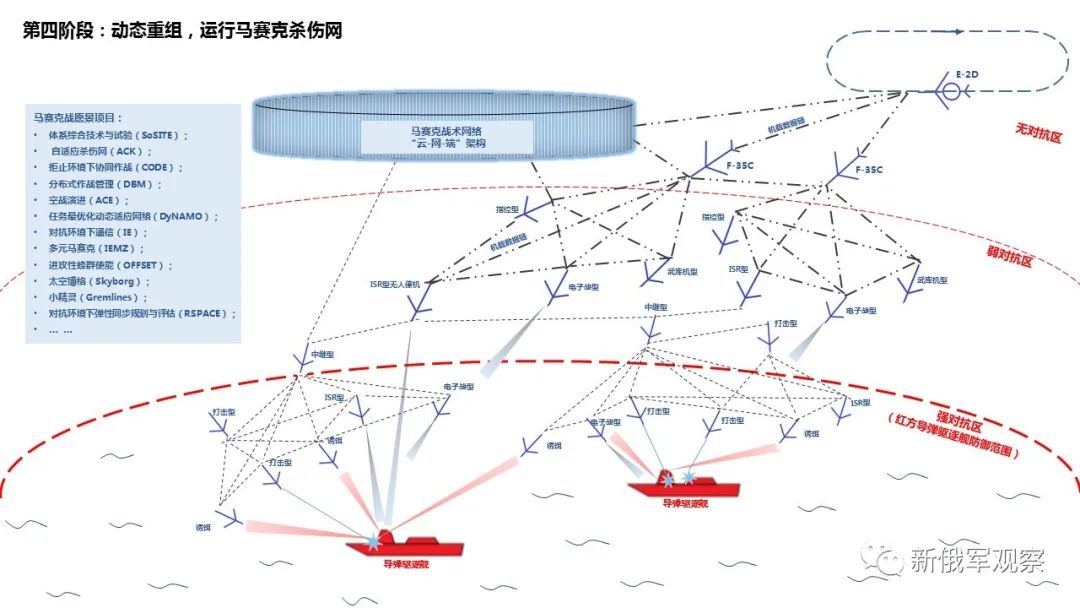 第四阶段：动态重组，运行马赛克杀伤网
E-2D
马赛克战愿景项目：
• 体系综合技术与试验（SoSITE）；
• 自适应杀伤网（ACK）；
• 拒止环境下协同作战（CODE）；
• 分布式作战管理（DBM）；
• 空战演进（ACE）；
• 任务最优化动态适应网络（DyNAMO）；
• 对抗环境下通信（IE）；
• 多元马赛克（IEMZ）；
• 进攻性蜂群使能（OFFSET）；
• 太空博格（Skyborg）；
• 小精灵（Gremlines）；
• 对抗环境下弹性同步规划与评估（RSPACE）；
• … …
马赛克战术网络
“云-网-端”架构
机载数据链
无对抗区
F-35C
F-35C
指控型
指控型
机载数据链
弱对抗区
ISR型无人僚机
电子战型
武库机型
ISR型
电子战型
武库机型
中继型
中继型
打击型
打击型
ISR型
电子战型
诱饵
打击型
诱饵
诱饵
电子战型
打击型
打击型
诱饵
ISR型
强对抗区
（红方导弹驱逐舰防御范围）
导弹驱逐舰
导弹驱逐舰
新俄军观察